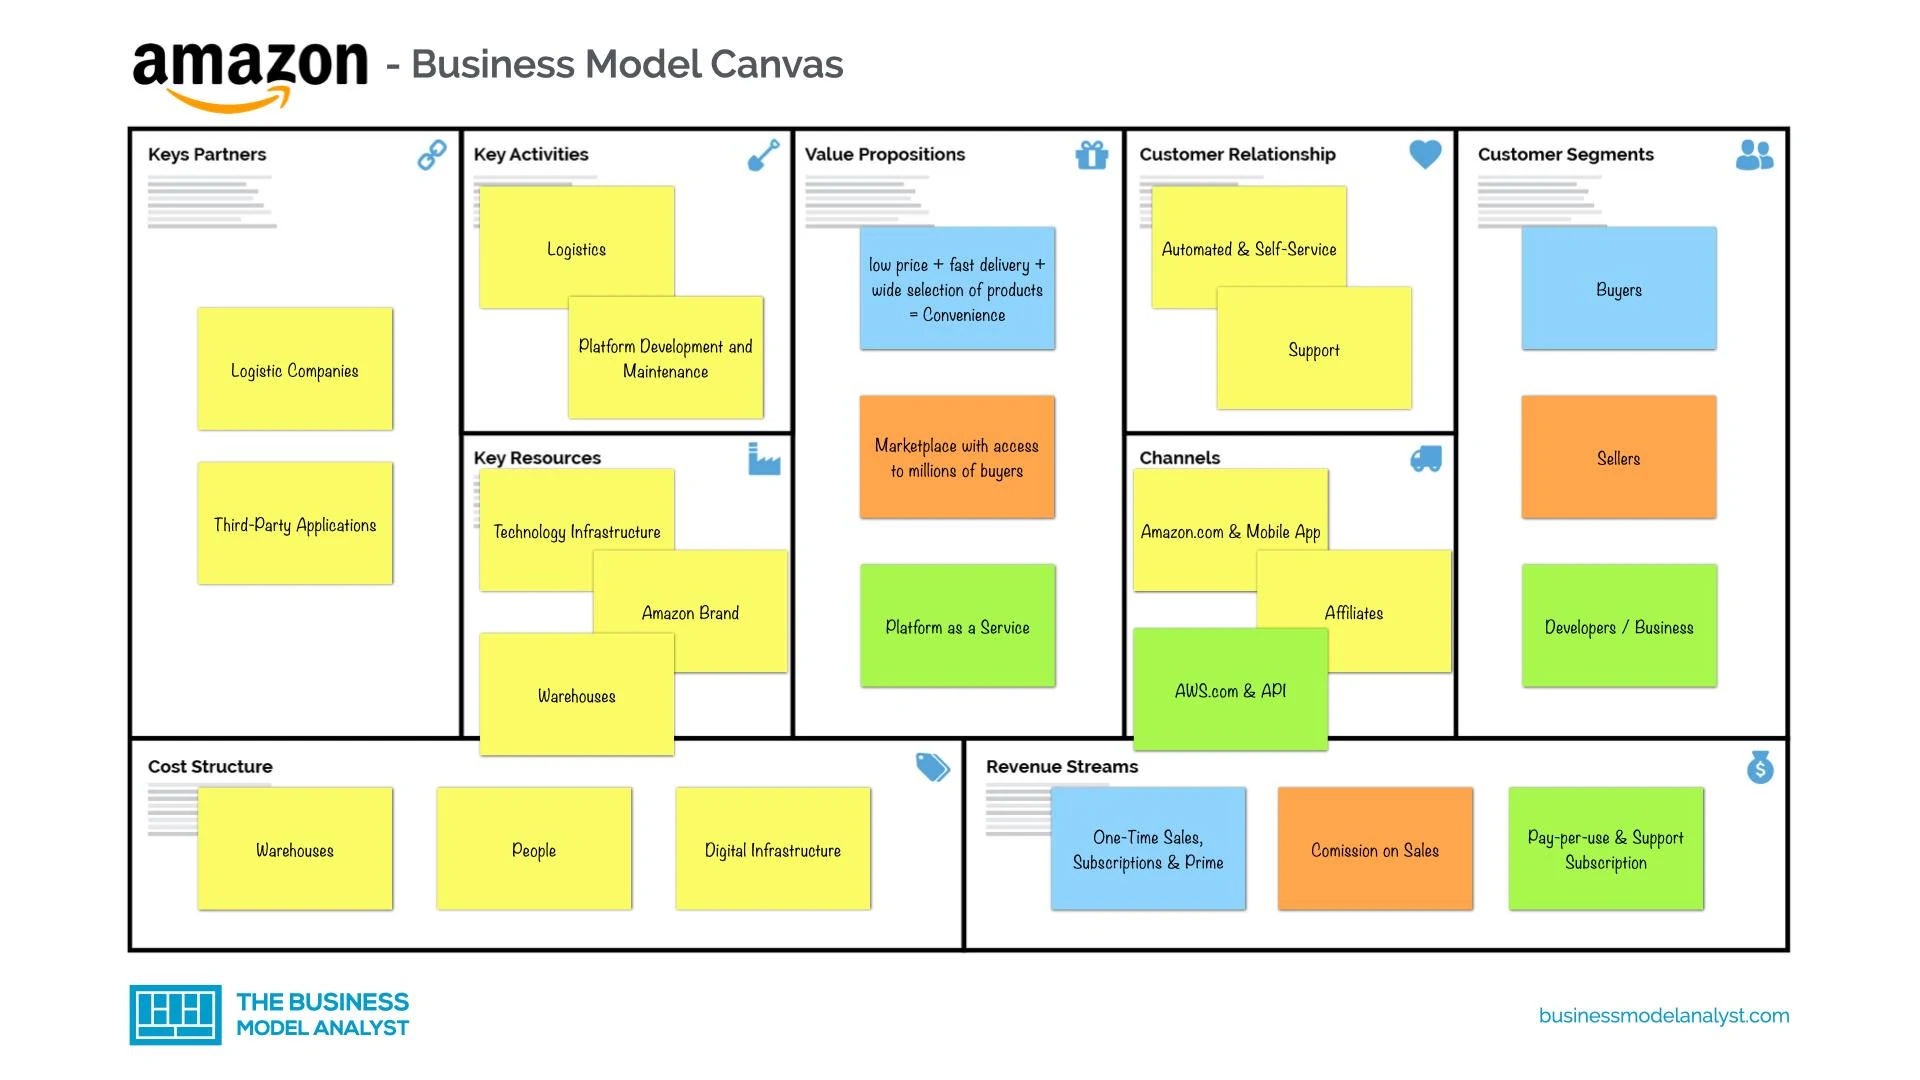 amazon - Business Model Canvas
Keys Partners
Logistic Companies
Third-Party Applications
Key Activities
Logistics
Platform Development and
Maintenance
Key Resources
Technology Infrastructure
Amazon Brand
Warehouses
Value Propositions
low price + fast delivery +
wide selection of products
= Convenience
Marketplace with access
to millions of buyers
Platform as a Service
Customer Relationship
Automated & Self-Service
Support
Channels
Amazon.com & Mobile App
Affiliates
AWS.com & API
Customer Segments
Buyers
Sellers
Developers / Business
Cost Structure
Warehouses
People
Digital Infrastructure
Revenue Streams
One-Time Sales,
Subscriptions & Prime
Comission on Sales
Pay-per-use & Support
Subscription
THE BUSINESS
MODEL ANALYST
businessmodelanalyst.com